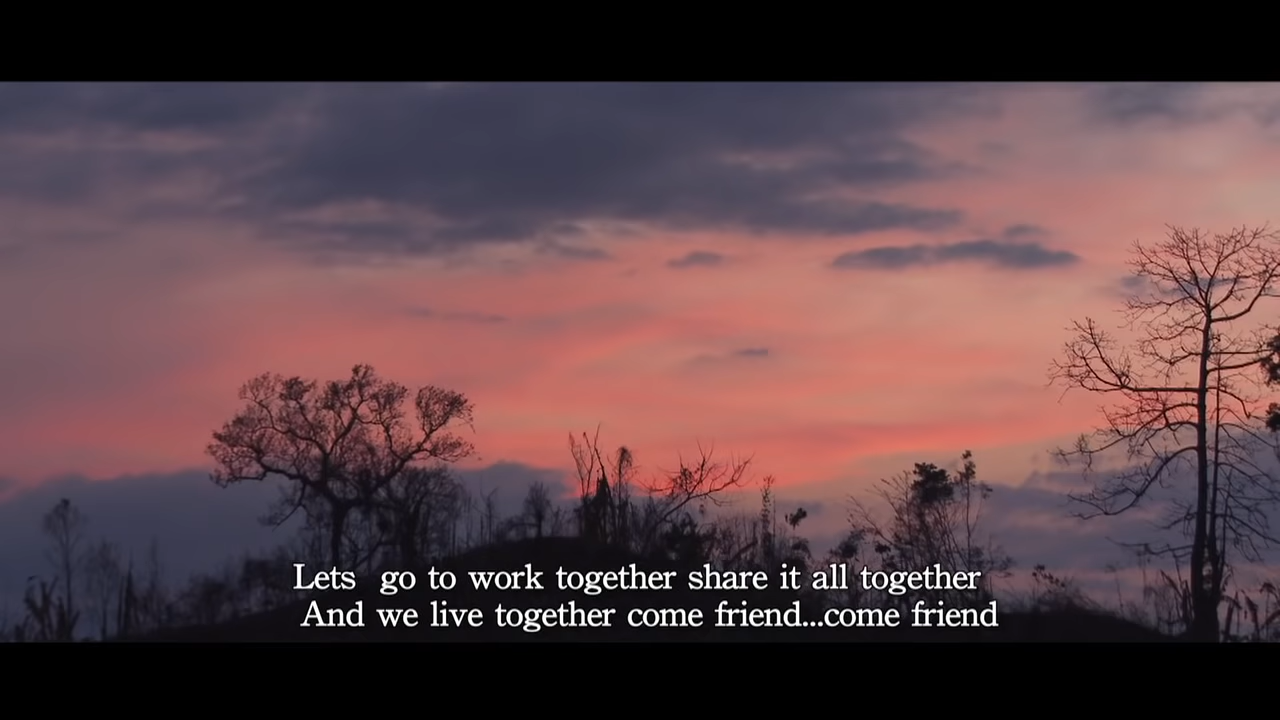 Lets  go to work together share it all together
And we live together come friend...come friend